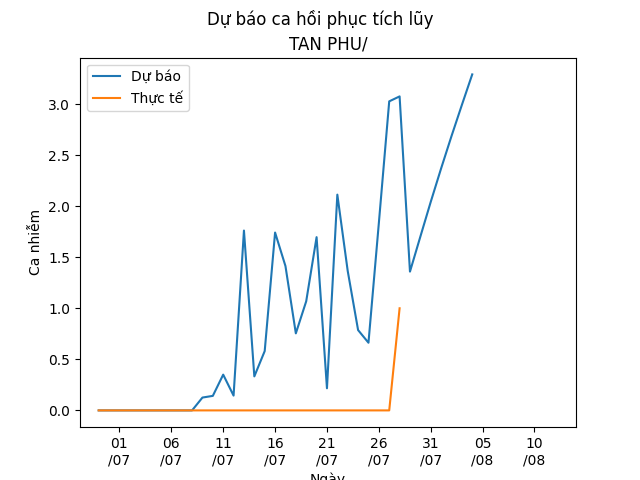 Dự báo ca hồi phục tích lũy
TAN PHU/
Dự báo
Thực tế
Ca nhiễm
3.0
2.5
2.0
1.5
1.0
0.5
0.0
01 06 11 16 21 26 31 05 10
/07 /07 /07 /07 /07 /07 /07 /08 /08
Ngày